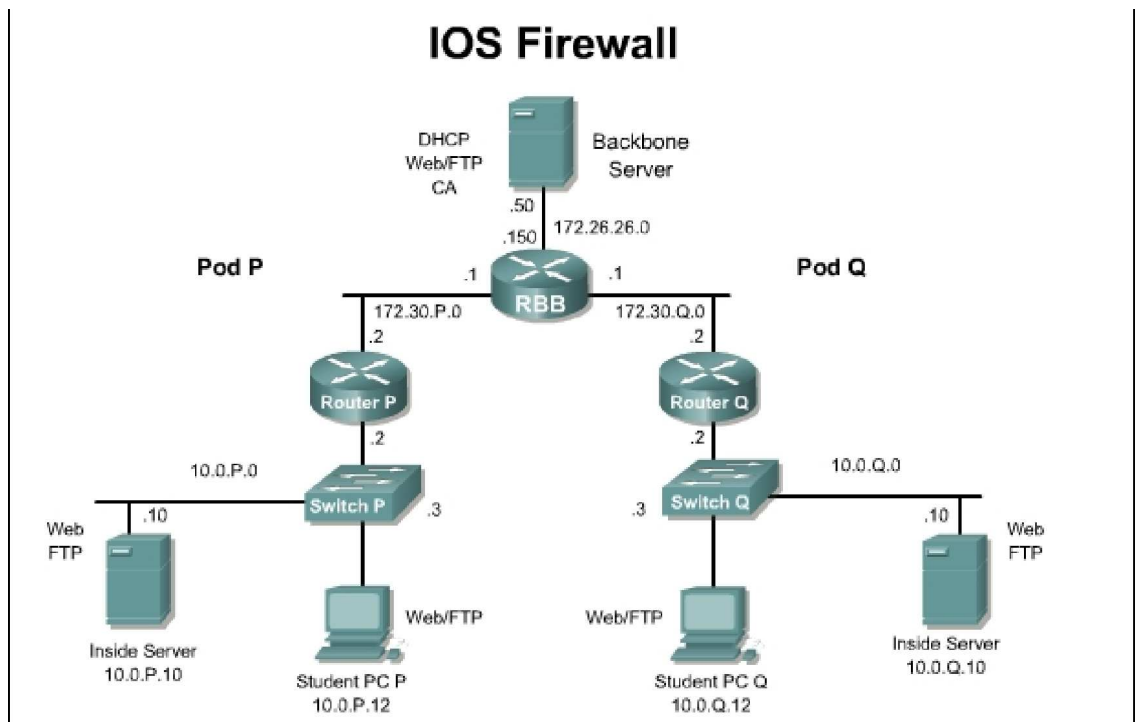 IOS Firewall
DHCP
Web/FTP
CA
Backbone
Server
.50
.150
172.26.26.0
Pod P
Pod Q
.1
.1
RBB
172.30.P.0
172.30.Q.0
.2
.2
Router P
Router Q
.2
.2
10.0.P.0
10.0.Q.0
Switch P
.3
.3
Switch Q
Web
FTP
.10
.10
Web
FTP
Web/FTP
Web/FTP
Inside Server
10.0.P.10
Student PC P
10.0.P.12
Student PC Q
10.0.Q.12
Inside Server
10.0.Q.10